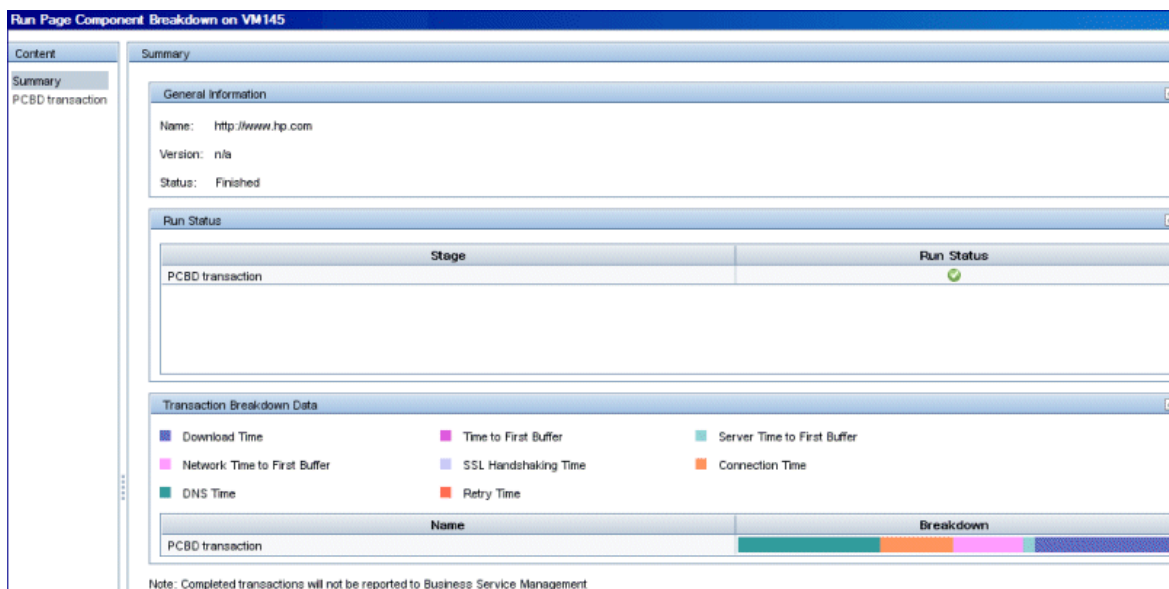 Run Page Component Breakdown on VM145
Content
Summary
PCBD transaction
Summary
General Information
Name: http://www.hp.com
Version: n/a
Status: Finished
Run Status
Stage Run Status
PCBD transaction
Transaction Breakdown Data
Download Time Time to First Buffer Server Time to First Buffer
Network Time to First Buffer SSL Handshaking Time Connection Time
DNS Time Retry Time
Name Breakdown
PCBD transaction
Note: Completed transactions will not be reported to Business Service Management